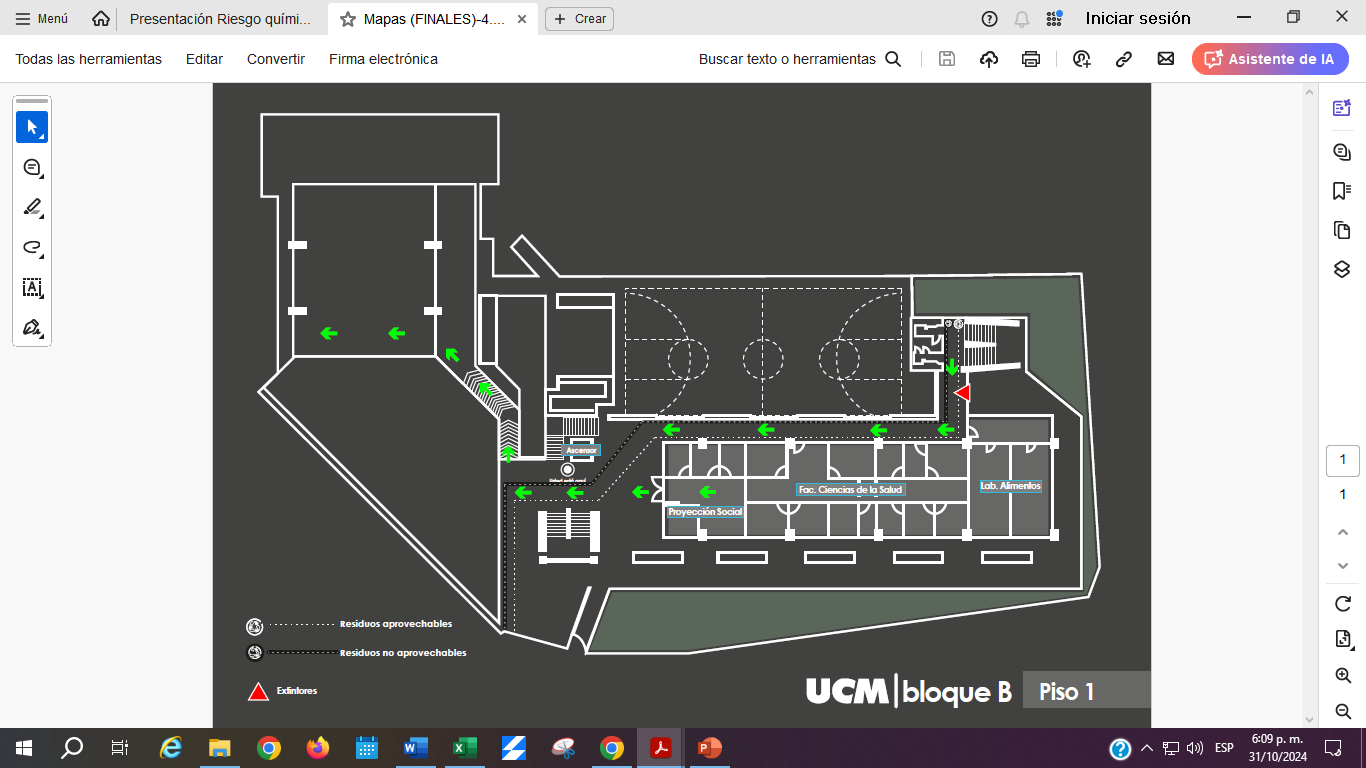 Menú
Presentación Riesgo quími...
Mapas (FINALES)-4....
Crear
Iniciar sesión
Todas las herramientas
Editar
Convertir
Firma electrónica
Buscar texto o herramientas
Asistente de IA
Ascensor
Fac. Ciencias de la Salud
Lab. Alimentos
Proyección Social
Residuos aprovechables
Residuos no aprovechables
Extintores
UCM bloque B
Piso 1
1
1
ESP
6:09 p. m.
31/10/2024